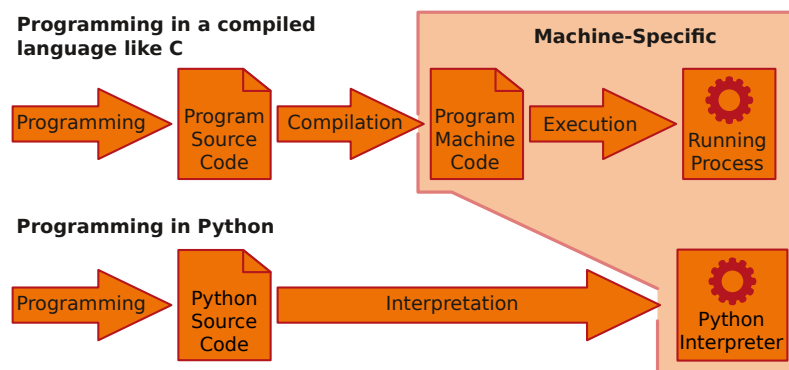 Programming in a compiled
language like C
Machine-Specific
Programming
Program
Source
Code
Compilation
Program
Machine
Code
Execution
Running
Process
Programming in Python
Programming
Python
Source
Code
Interpretation
Python
Interpreter